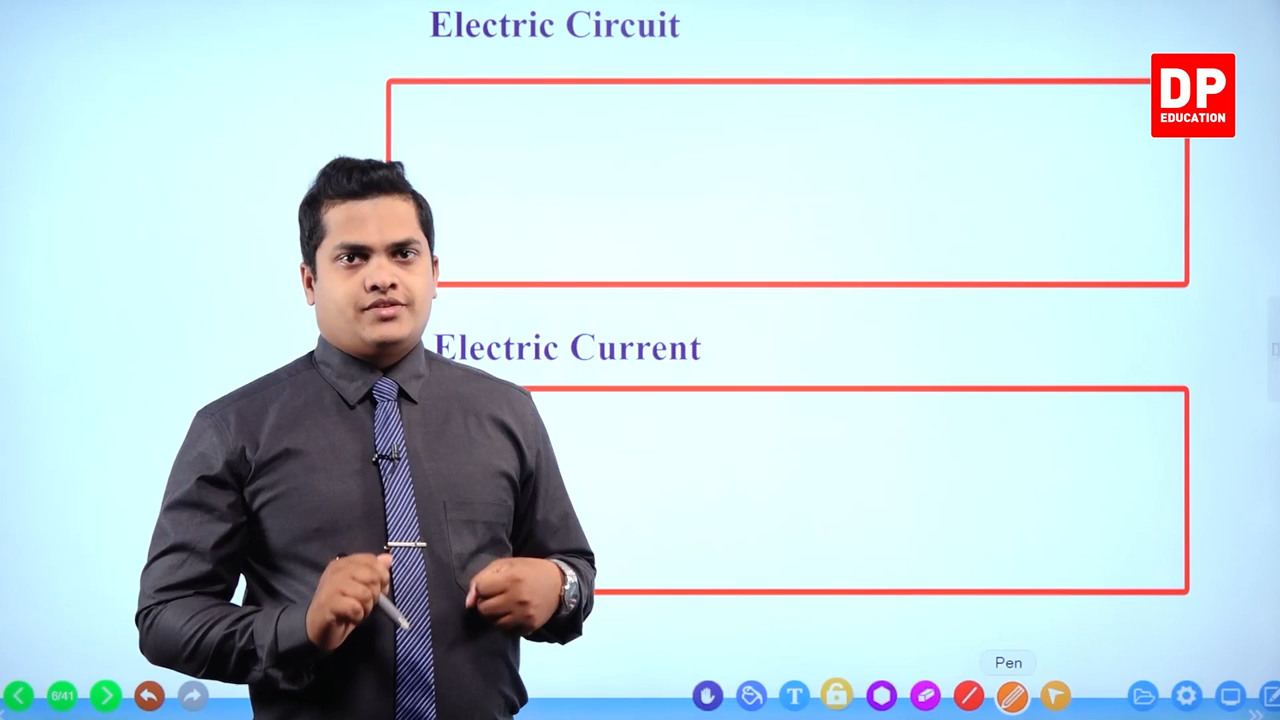 Electric Circuit
DP
EDUCATION
Electric Current
Pen
6/41
T